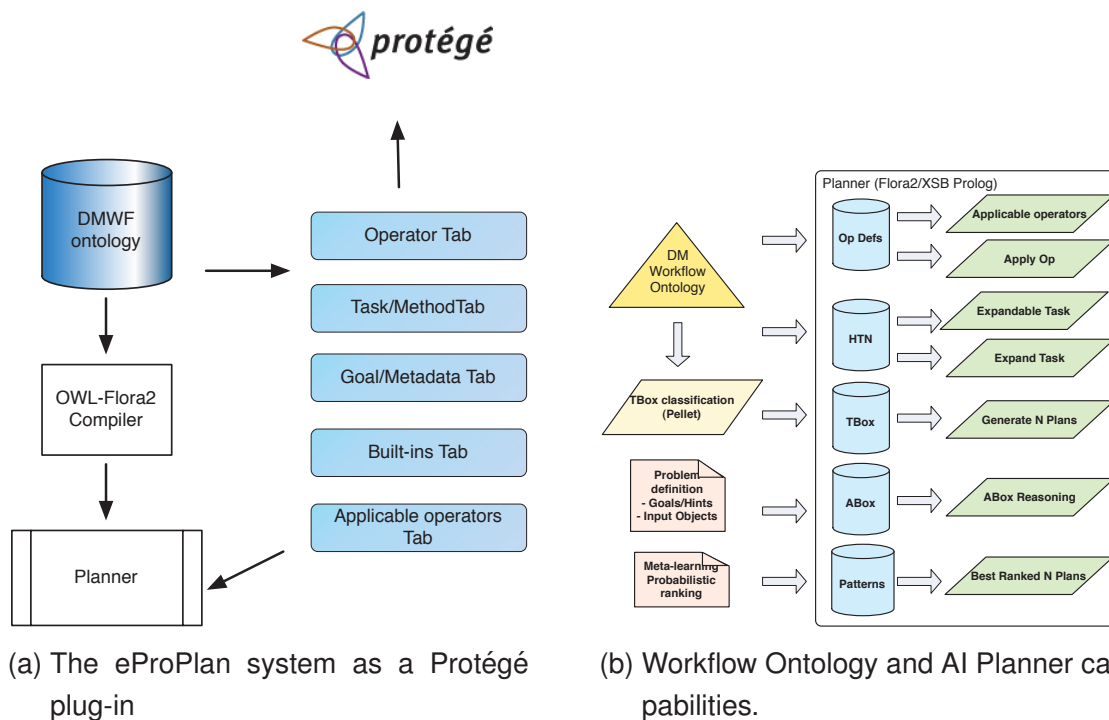 protégé
DMWF
ontology
OWL-Flora2
Compiler
Planner
Operator Tab
Task/MethodTab
Goal/Metadata Tab
Built-ins Tab
Applicable operators
Tab
(a) The eProPlan system as a Protégé
plug-in
DM
Workflow
Ontology
TBox classification
(Pellet)
Problem
definition
- Goals/Hints
- Input Objects
Meta-learning
Probabilistic
ranking
Planner (Flora2/XSB Prolog)
Op Defs
Applicable operators
Apply Op
HTN
Expandable Task
Expand Task
TBox
Generate N Plans
ABox
ABox Reasoning
Patterns
Best Ranked N Plans
(b) Workflow Ontology and AI Planner ca
pabilities.